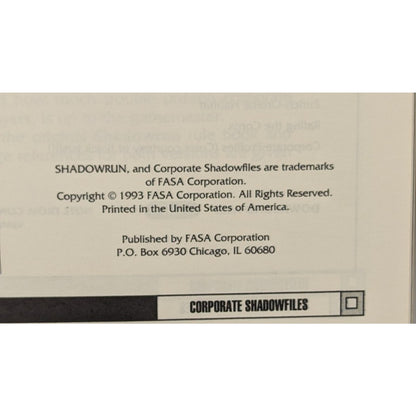 SHADOWRUN, and Corporate Shadowfiles are trademarks
of FASA Corporation.
Copyright © 1993 FASA Corporation. All Rights Reserved.
Printed in the United States of America.
Published by FASA Corporation
P.O. Box 6930 Chicago, IL 60680
CORPORATE SHADOWFILES